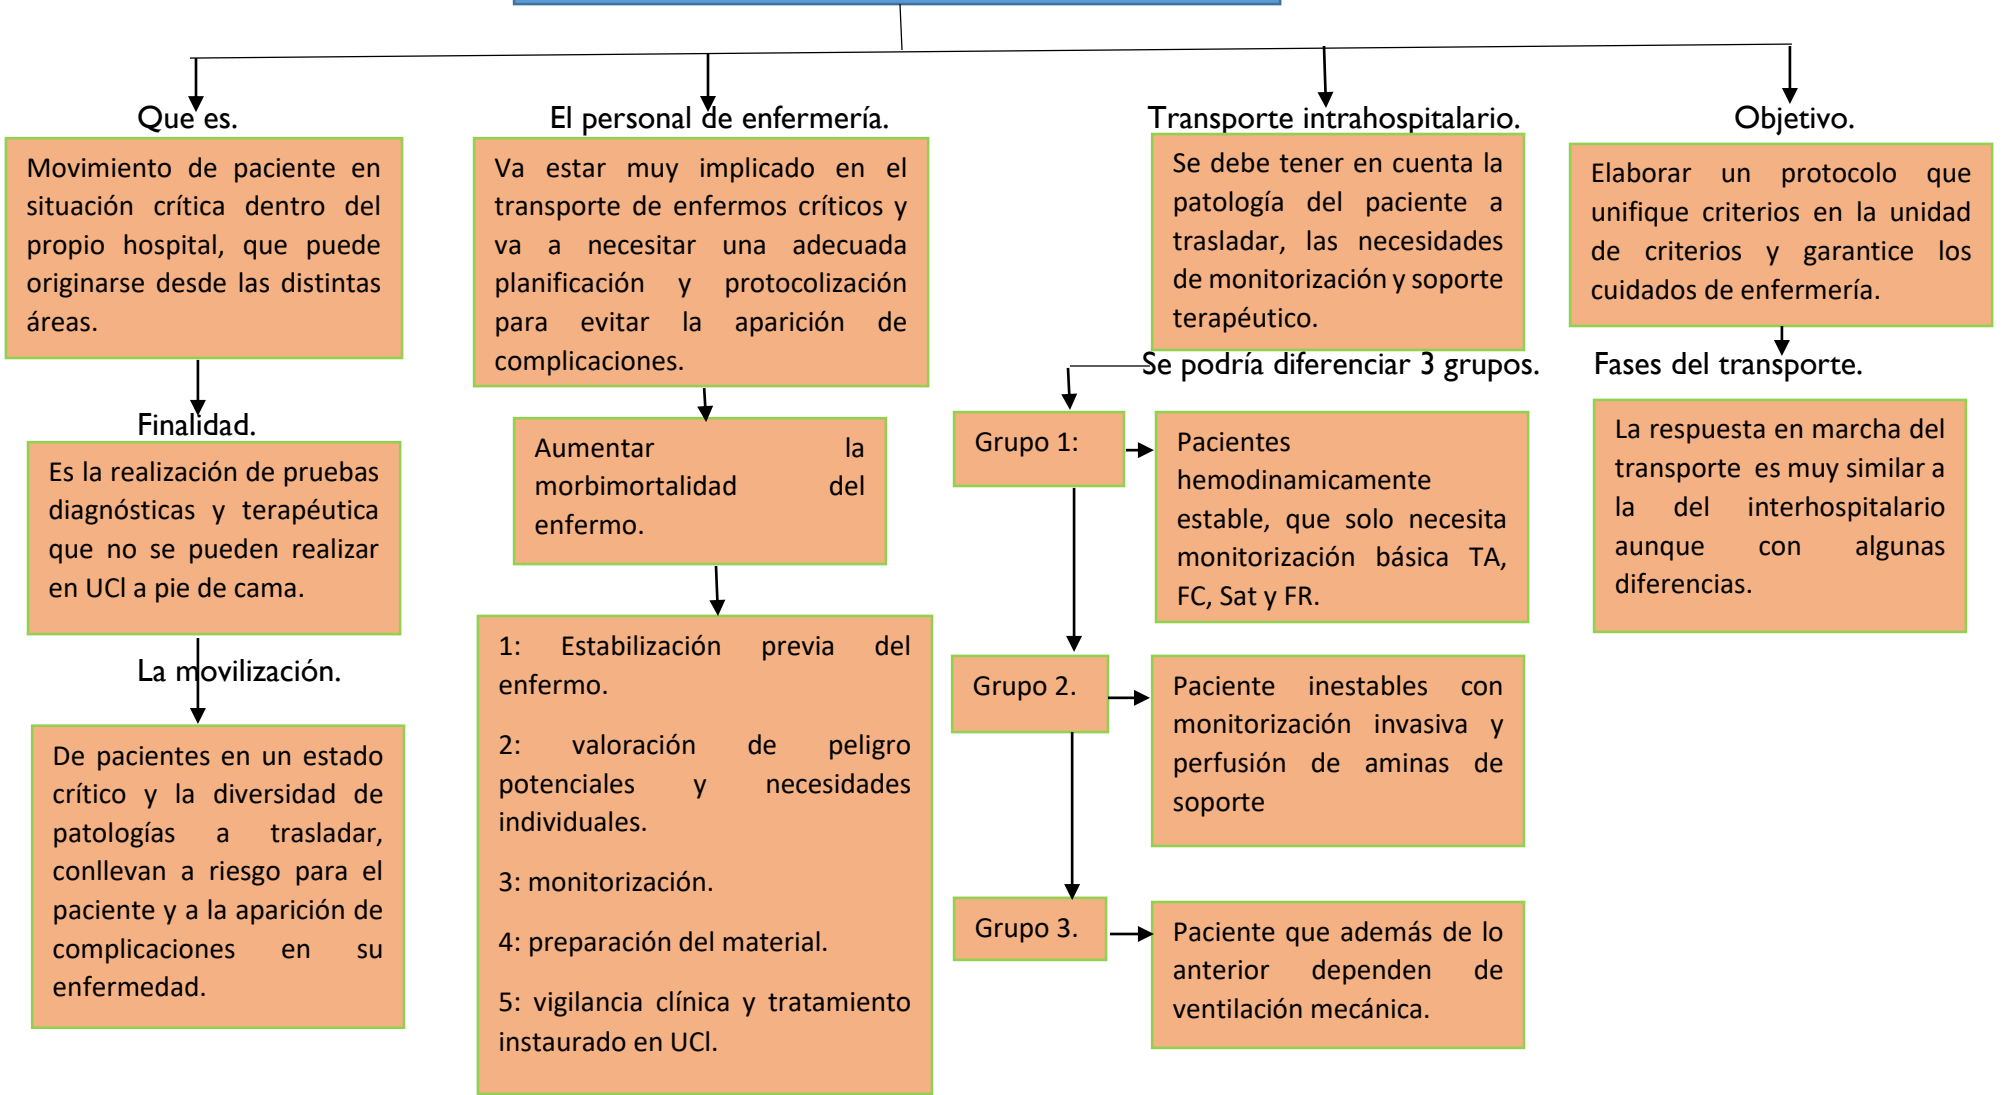 Que es.
Movimiento de paciente en
situación crítica dentro del
propio hospital, que puede
originarse desde las distintas
áreas.
Finalidad.
Es la realización de pruebas
diagnósticas y terapéutica
que no se pueden realizar
en UCl a pie de cama.
La movilización.
De pacientes en un estado
crítico y la diversidad de
patologías a trasladar,
conllevan a riesgo para el
paciente y a la aparición de
complicaciones en su
enfermedad.
El personal de enfermería.
Va estar muy implicado en el
transporte de enfermos críticos y
va a necesitar una adecuada
planificación y protocolización
para evitar la aparición de
complicaciones.
Aumentar la
morbimortalidad del
enfermo.
1: Estabilización previa del
enfermo.
2: valoración de peligro
potenciales y necesidades
individuales.
3: monitorización.
4: preparación del material.
5: vigilancia clínica y tratamiento
instaurado en UCl.
Transporte intrahospitalario.
Se debe tener en cuenta la
patología del paciente a
trasladar, las necesidades
de monitorización y soporte
terapéutico.
Se podría diferenciar 3 grupos.
Grupo 1:
Pacientes
hemodinamicamente
estable, que solo necesita
monitorización básica TA,
FC, Sat y FR.
Grupo 2.
Paciente inestables con
monitorización invasiva y
perfusión de aminas de
soporte
Grupo 3.
Paciente que además de lo
anterior dependen de
ventilación mecánica.
Objetivo.
Elaborar un protocolo que
unifique criterios en la unidad
de criterios y garantice los
cuidados de enfermería.
Fases del transporte.
La respuesta en marcha del
transporte es muy similar a
la del interhospitalario
aunque con algunas
diferencias.